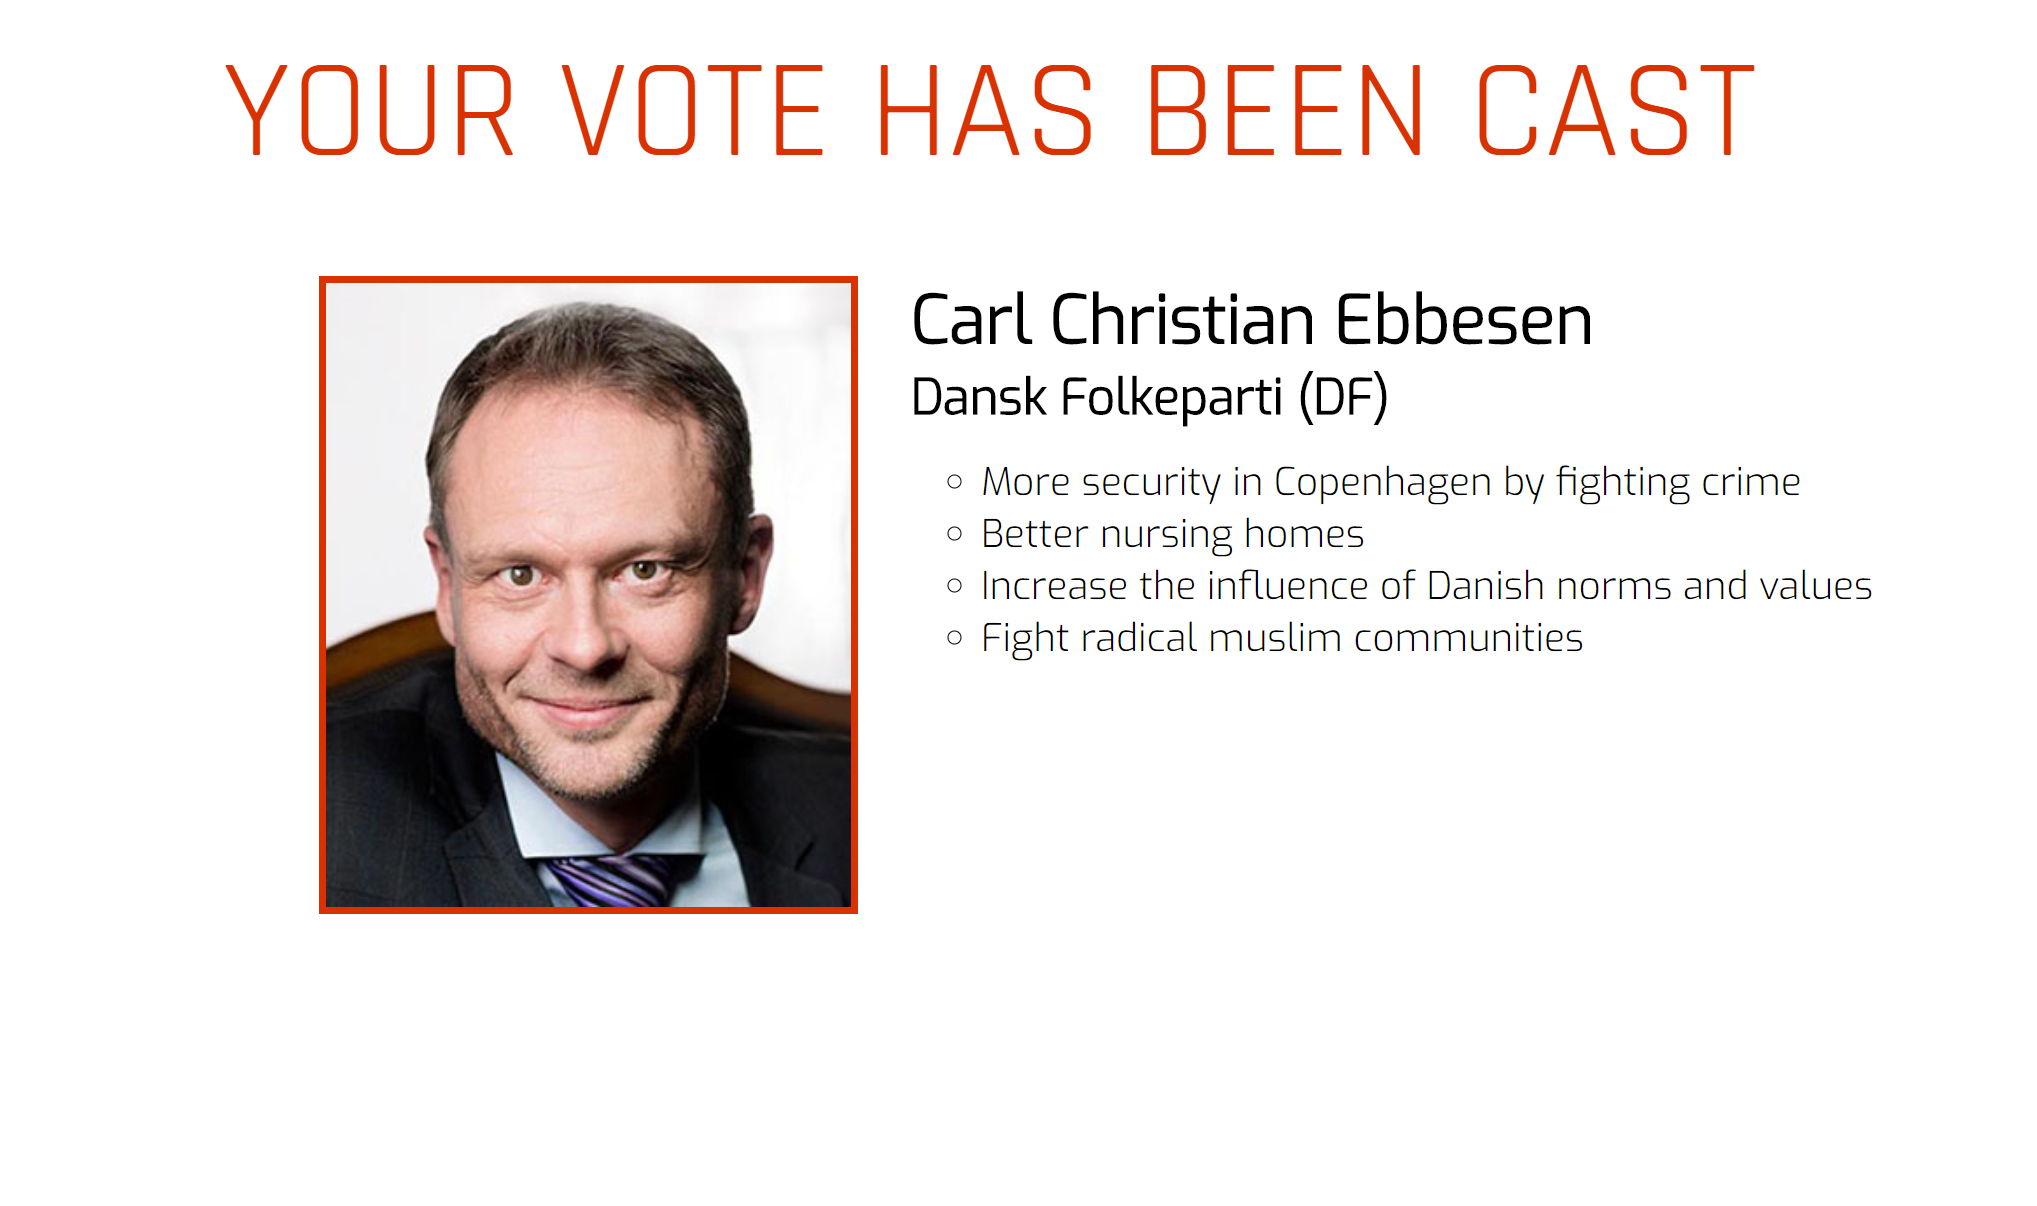 YOUR VOTE HAS BEEN CAST
Carl Christian Ebbesen
Dansk Folkeparti (DF)
More security in Copenhagen by fighting crime
Better nursing homes
Increase the influence of Danish norms and values
Fight radical muslim communities